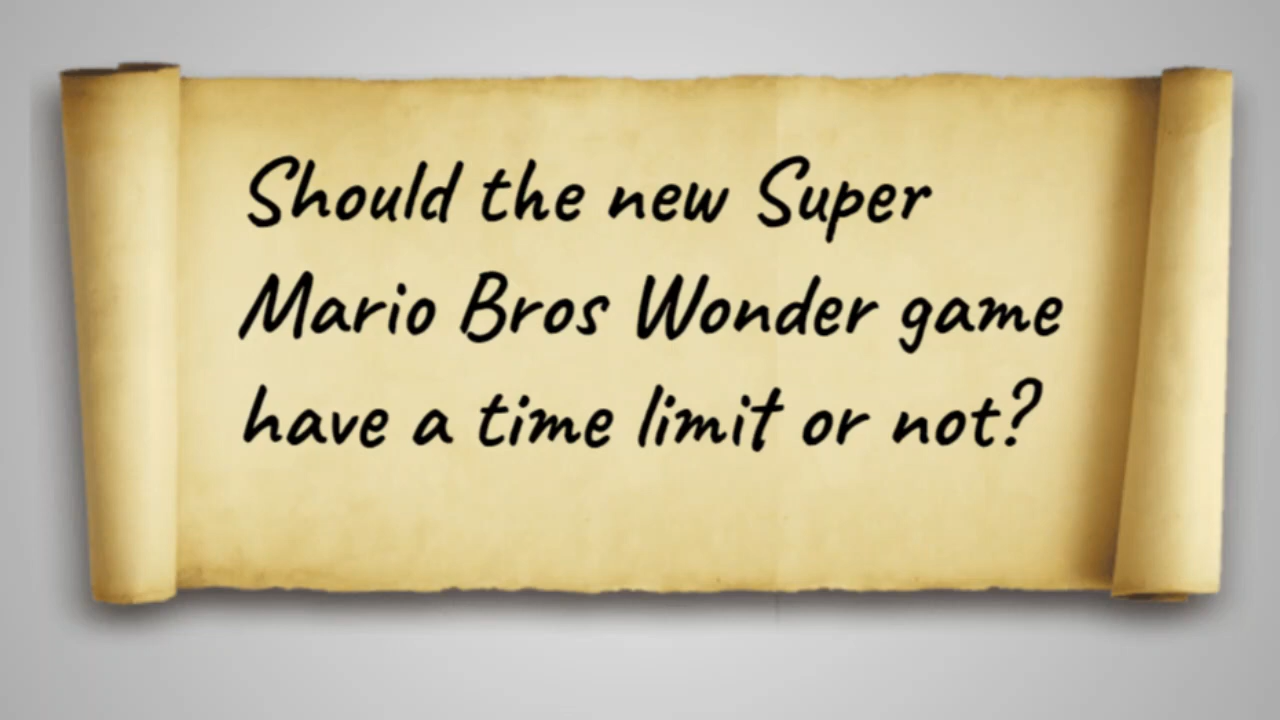 Should the new Super
Mario Bros Wonder game
have a time limit or not?